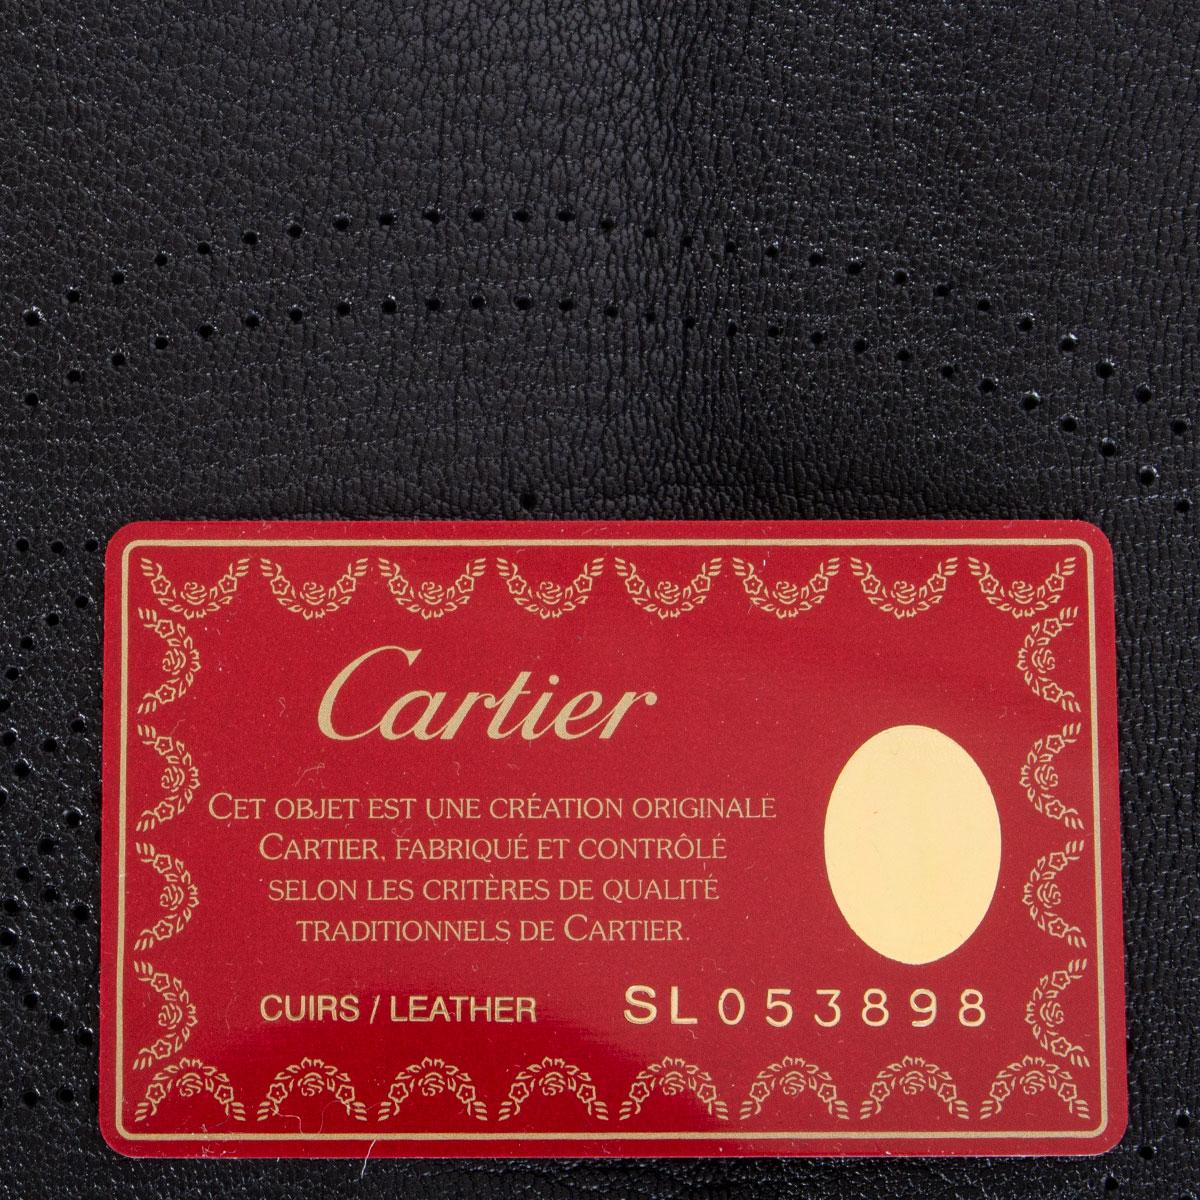 Cartier
CET OBJET EST UNE CRÉATION ORIGINALE
CARTIER, FABRIQUÉ ET CONTRÔLÉ
SELON LES CRITÈRES DE QUALITÉ
TRADITIONNELS DE CARTIER.
CUIRS / LEATHER SL053898